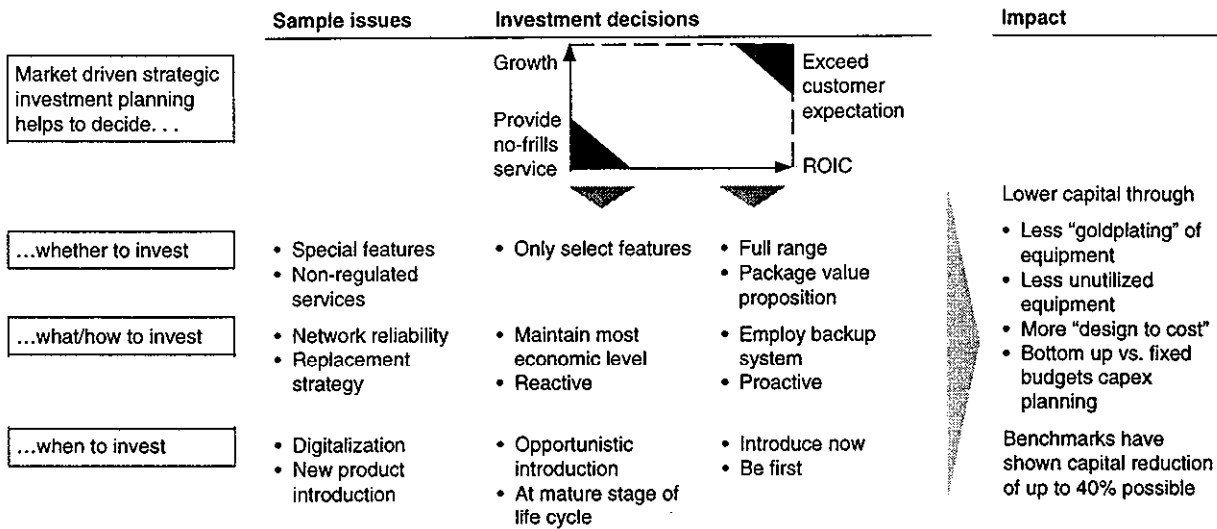 Sample issues
Investment decisions
Impact
Market driven strategic
investment planning
helps to decide. . .
Growth
Exceed
customer
expectation
Provide
no-frills
service
ROIC
Lower capital through
• Less “goldplating” of
equipment
• Less unutilized
equipment
• More “design to cost”
• Bottom up vs. fixed
budgets capex
planning
Benchmarks have
shown capital reduction
of up to 40% possible
...whether to invest
• Special features
• Non-regulated
services
• Only select features
• Full range
• Package value
proposition
...what/how to invest
• Network reliability
• Replacement
strategy
• Maintain most
economic level
• Reactive
• Employ backup
system
• Proactive
...when to invest
• Digitalization
• New product
introduction
• Opportunistic
introduction
• At mature stage of
life cycle
• Introduce now
• Be first